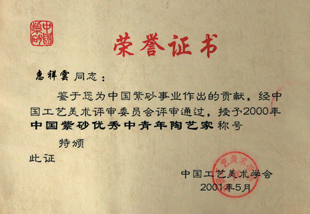 荣誉证书
惠祥雲同志：
鉴于您为中国紫砂事业作出的贡献，经中
国工艺美术评审委员会评审通过，授予2000年
中国紫砂优秀中青年陶艺家称号
特颁
此证
中国工艺美术学会
2001年5月